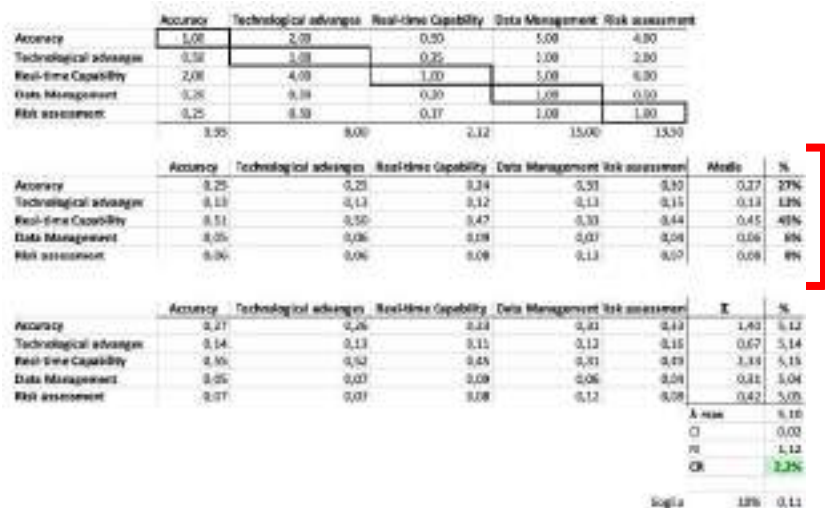 Accuracy Technological advanges Real-time Capability Data Management Risk assessment
Accuracy 1,00 2,00 0,50 5,00 4,00
Technological advanges 0,50 1,00 0,25 2,00
Real-time Capability 2,00 4,00 1,00 5,00 6,00
Data Management 0,20 0,20 1,00 0,50
Risk assessment 0,25 0,50 0,17 2,00 1,00
3,95 8,00 2,12 15,00 13,50
Accuracy Technological advanges Real-time Capability Data Management Risk assessment Media %
Accuracy 0,25 0,25 0,24 0,33 0,30 0,27 27%
Technological advanges 0,13 0,13 0,12 0,13 0,15 0,13 13%
Real-time Capability 0,51 0,50 0,47 0,33 0,44 0,45 45%
Data Management 0,05 0,06 0,09 0,07 0,04 0,06 6%
Risk assessment 0,06 0,06 0,08 0,13 0,07 0,08 8%
Accuracy Technological advanges Real-time Capability Data Management Risk assessment Σ %
Accuracy 0,27 0,26 0,23 0,31 0,33 1,40 5,12
Technological advanges 0,14 0,13 0,11 0,12 0,16 0,67 5,14
Real-time Capability 0,55 0,52 0,45 0,31 0,49 2,33 5,15
Data Management 0,05 0,07 0,09 0,06 0,04 0,31 5,04
Risk assessment 0,07 0,07 0,08 0,12 0,08 0,42 5,05
λ max 5,10
CI 0,02
RI 1,12
CR 2,2%
Soglia 10% 0,11